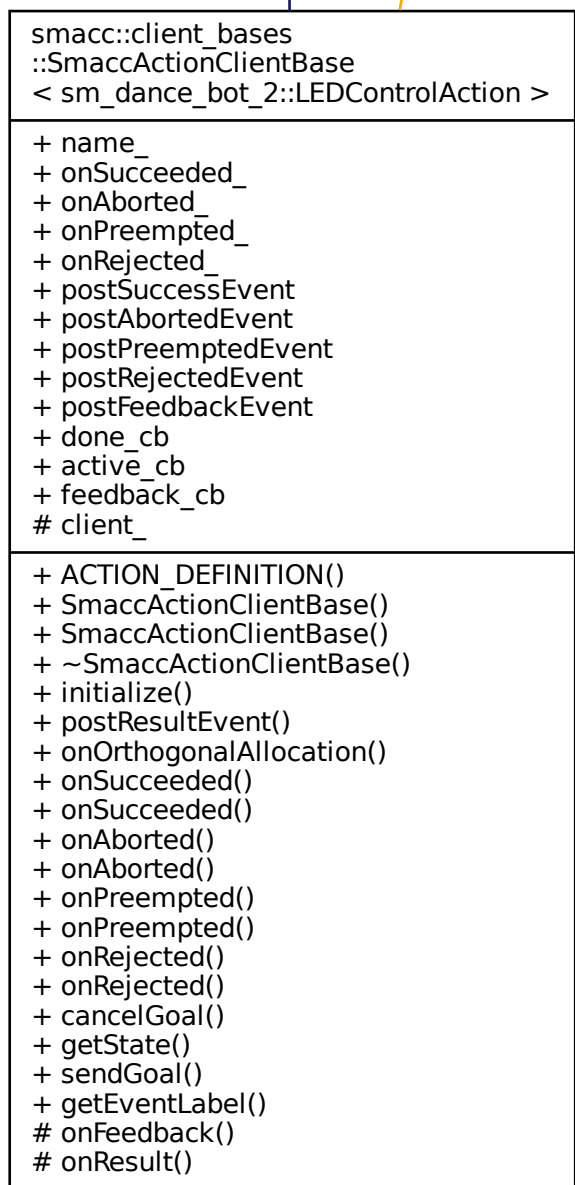 smacc::client_bases
::SmaccActionClientBase
< sm_dance_bot_2::LEDControlAction >
+ name_
+ onSucceeded_
+ onAborted_
+ onPreempted_
+ onRejected_
+ postSuccessEvent
+ postAbortedEvent
+ postPreemptedEvent
+ postRejectedEvent
+ postFeedbackEvent
+ done_cb
+ active_cb
+ feedback_cb
# client_
+ ACTION_DEFINITION()
+ SmaccActionClientBase()
+ SmaccActionClientBase()
+ ~SmaccActionClientBase()
+ initialize()
+ postResultEvent()
+ onOrthogonalAllocation()
+ onSucceeded()
+ onSucceeded()
+ onAborted()
+ onAborted()
+ onPreempted()
+ onPreempted()
+ onRejected()
+ onRejected()
+ cancelGoal()
+ getState()
+ sendGoal()
+ getEventLabel()
# onFeedback()
# onResult()